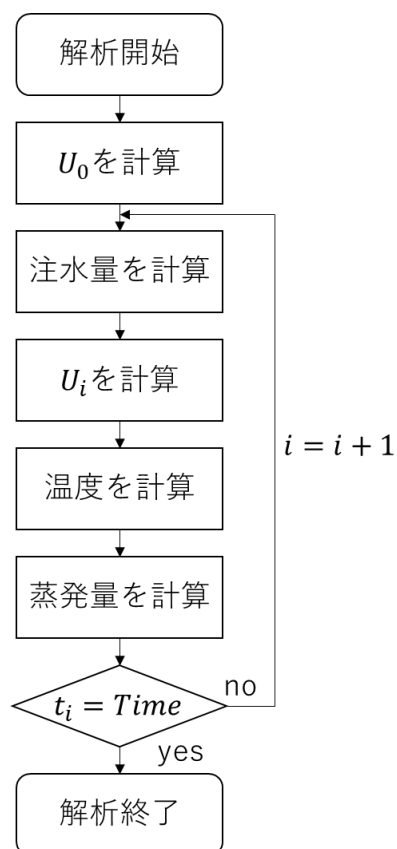 解析開始
U₀を計算
注水量を計算
Uᵢを計算
温度を計算
蒸発量を計算
i = i + 1
tᵢ = Time
no
yes
解析終了